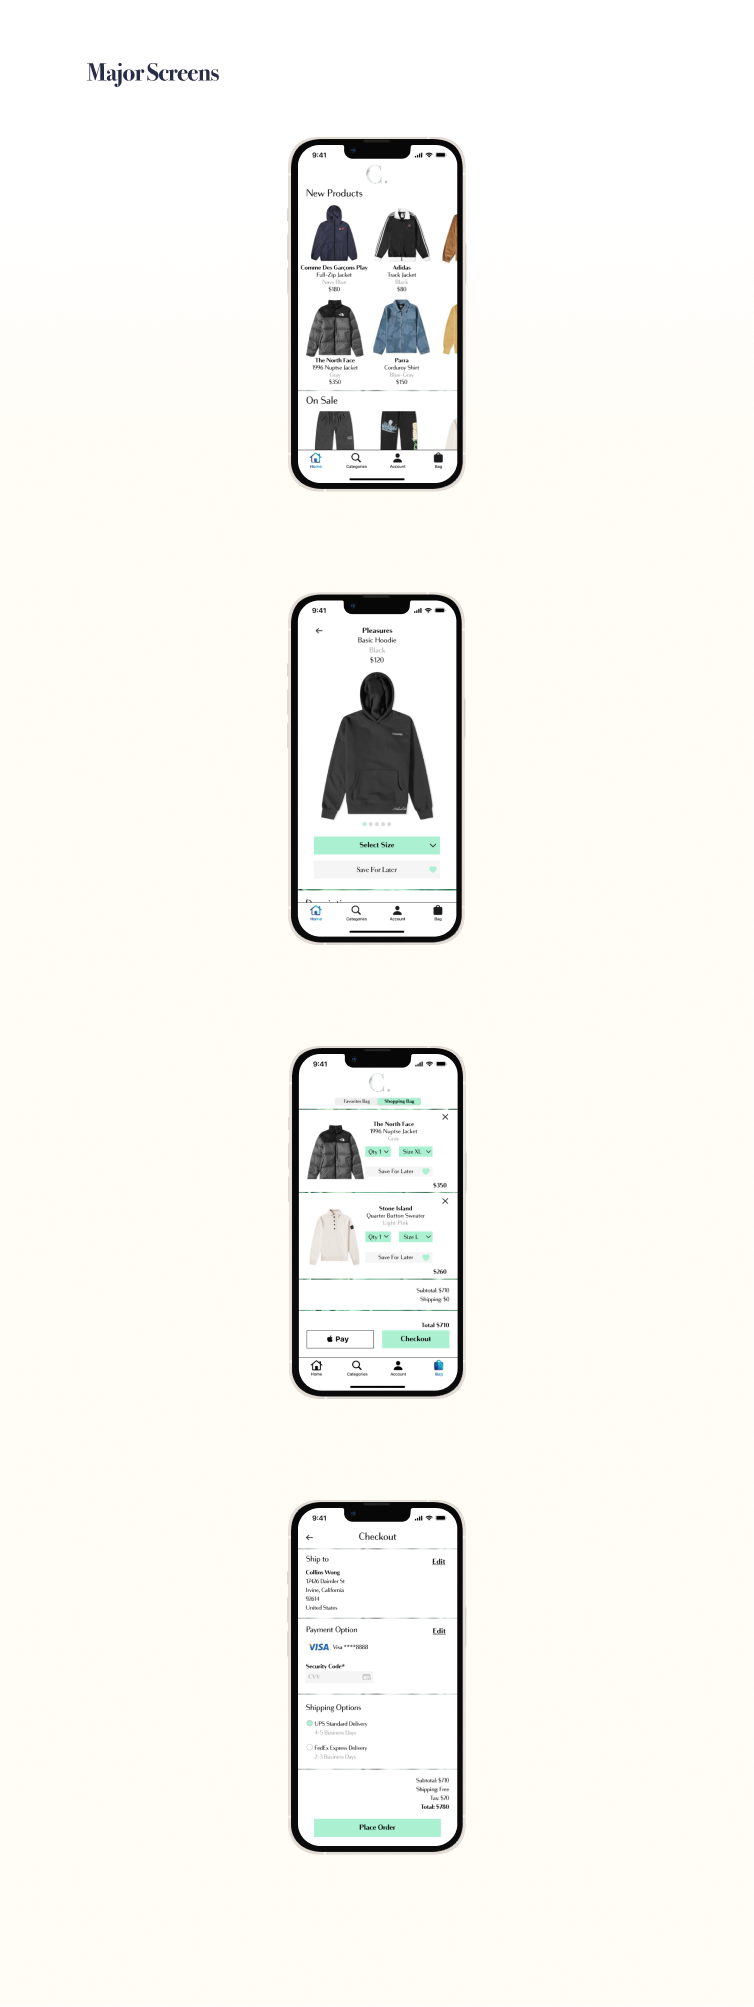 Major Screens
9:41
C.
New Products
Comme Des Garçons Play
Full-Zip Jacket
Navy Blue
$180
Adidas
Track Jacket
Black
$80
The North Face
1996 Nuptse Jacket
Gray
$350
Parra
Corduroy Shirt
Blue-Gray
$150
On Sale
Home
Categories
Account
Bag
9:41
Pleasures
Basic Hoodie
Black
$120
Select Size
Save For Later
Home
Categories
Account
Bag
9:41
C.
Favorites Bag
Shopping Bag
The North Face
1996 Nuptse Jacket
Gray
Qty 1
Size XL
Save For Later
$350
Stone Island
Quarter Button Sweater
Light Pink
Qty 1
Size L
Save For Later
$260
Subtotal: $710
Shipping: $0
Total $710
Pay
Checkout
Home
Categories
Account
Bag
9:41
Checkout
Ship to
Edit
Collins Wong
17426 Daimler St
Irvine, California
92614
United States
Payment Option
Edit
VISA Visa ****8888
Security Code*
CVV
Shipping Options
UPS Standard Delivery
4-5 Business Days
FedEx Express Delivery
2-3 Business Days
Subtotal: $710
Shipping: Free
Tax: $70
Total: $780
Place Order